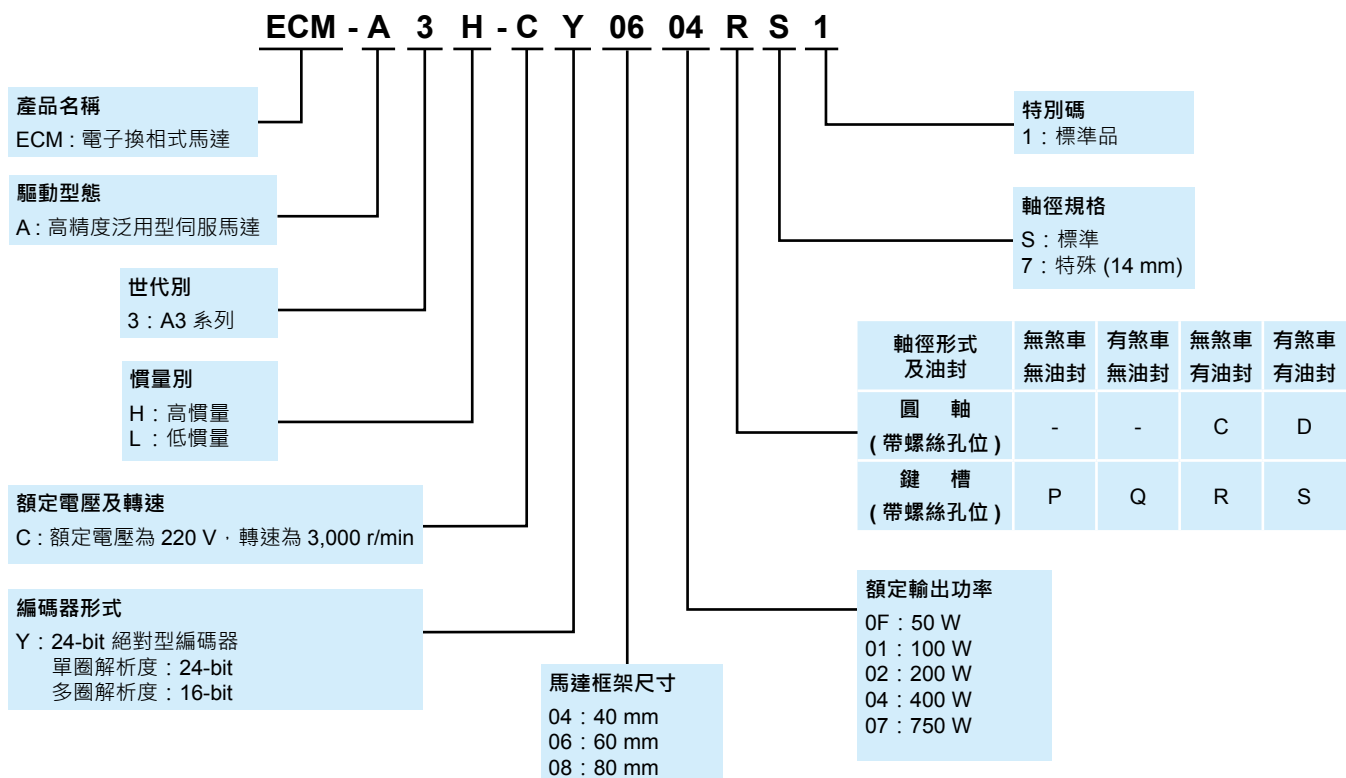 ECM - A 3 H - C Y 06 04 R S 1
產品名稱
ECM : 電子換相式馬達
驅動型態
A : 高精度泛用型伺服馬達
世代別
3 : A3 系列
慣量別
H : 高慣量
L : 低慣量
額定電壓及轉速
C : 額定電壓為 220 V，轉速為 3,000 r/min
編碼器形式
Y : 24-bit 絕對型編碼器
單圈解析度 : 24-bit
多圈解析度 : 16-bit
馬達框架尺寸
04 : 40 mm
06 : 60 mm
08 : 80 mm
額定輸出功率
0F : 50 W
01 : 100 W
02 : 200 W
04 : 400 W
07 : 750 W
軸徑形式 無煞車 有煞車 無煞車 有煞車
及油封 無油封 無油封 有油封 有油封
圓 軸
( 帶螺絲孔位 ) - - C D
鍵 槽
( 帶螺絲孔位 ) P Q R S
軸徑規格
S : 標準
7 : 特殊 (14 mm)
特別碼
1 : 標準品